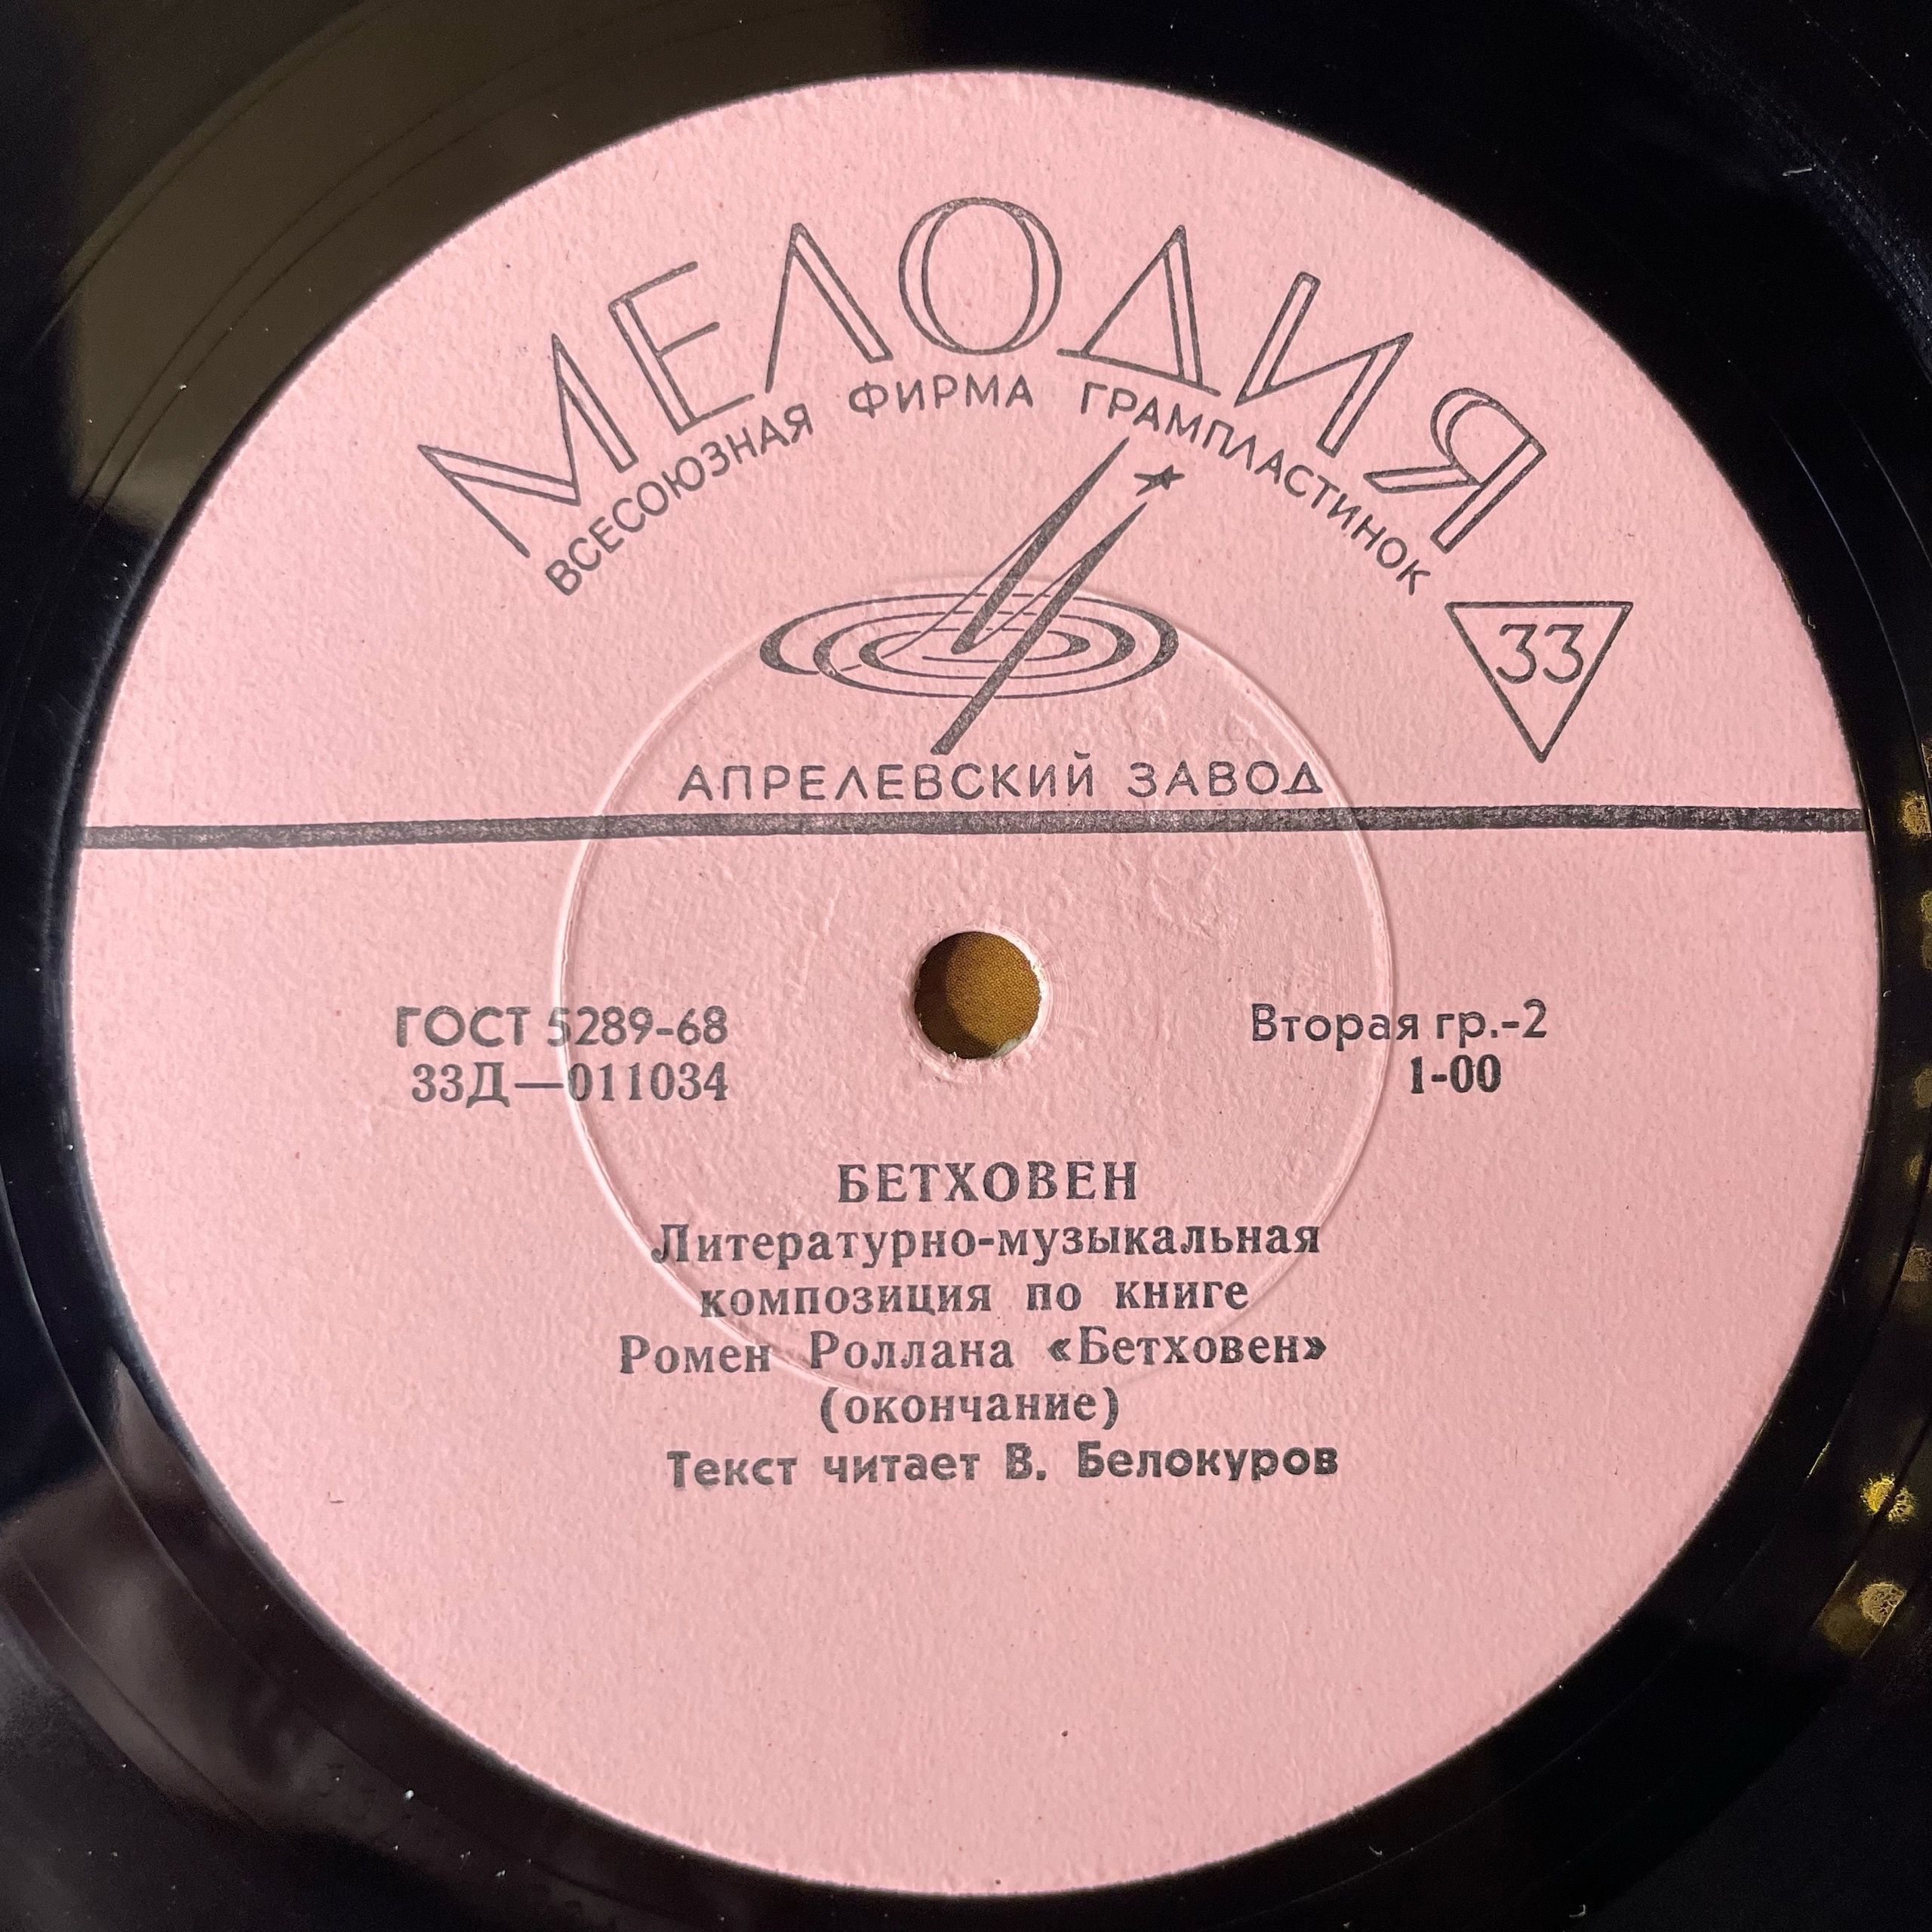 МЕЛОДИЯ
ВСЕСОЮЗНАЯ ФИРМА ГРАМПЛАСТИНОК
33
АПРЕЛЕВСКИЙ ЗАВОД
ГОСТ 5289-68
33Д—011034
Вторая гр.-2
1-00
БЕТХОВЕН
Литературно-музыкальная
композиция по книге
Ромен Роллана «Бетховен»
(окончание)
Текст читает В. Белокуров